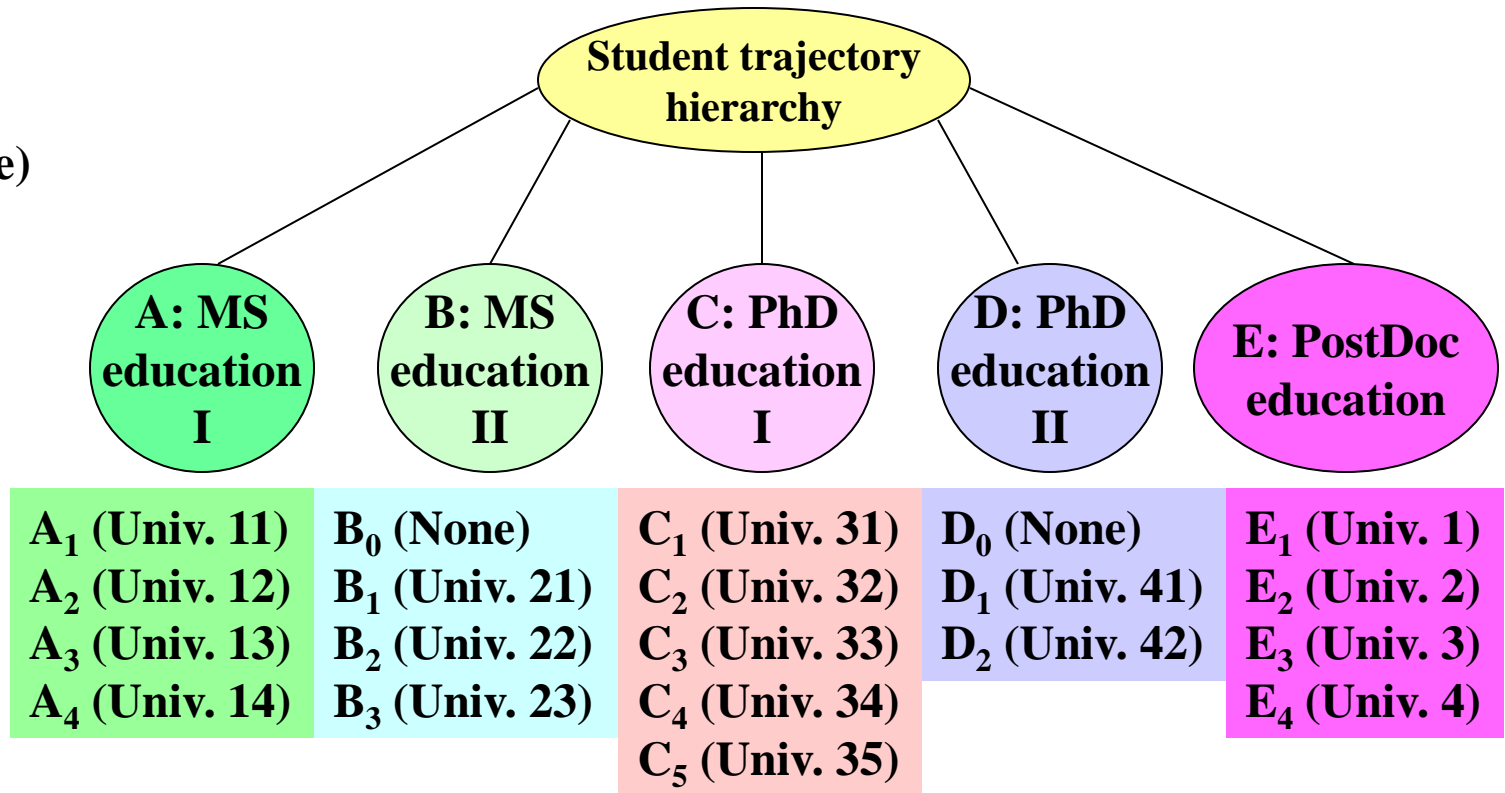 Student trajectory
hierarchy
e)
A: MS
education
I
B: MS
education
II
C: PhD
education
I
D: PhD
education
II
E: PostDoc
education
A₁ (Univ. 11)
A₂ (Univ. 12)
A₃ (Univ. 13)
A₄ (Univ. 14)
B₀ (None)
B₁ (Univ. 21)
B₂ (Univ. 22)
B₃ (Univ. 23)
C₁ (Univ. 31)
C₂ (Univ. 32)
C₃ (Univ. 33)
C₄ (Univ. 34)
C₅ (Univ. 35)
D₀ (None)
D₁ (Univ. 41)
D₂ (Univ. 42)
E₁ (Univ. 1)
E₂ (Univ. 2)
E₃ (Univ. 3)
E₄ (Univ. 4)